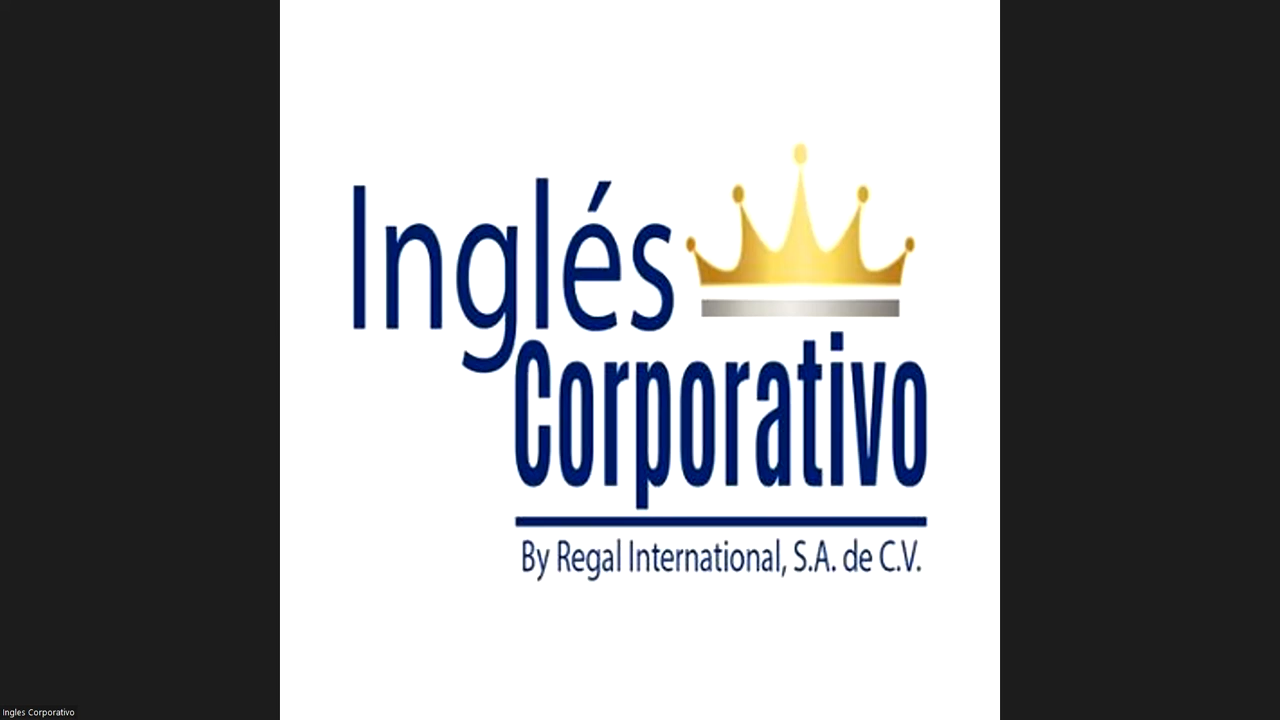 Inglés
Corporativo
By Regal International, S.A. de C.V.
Ingles Corporativo